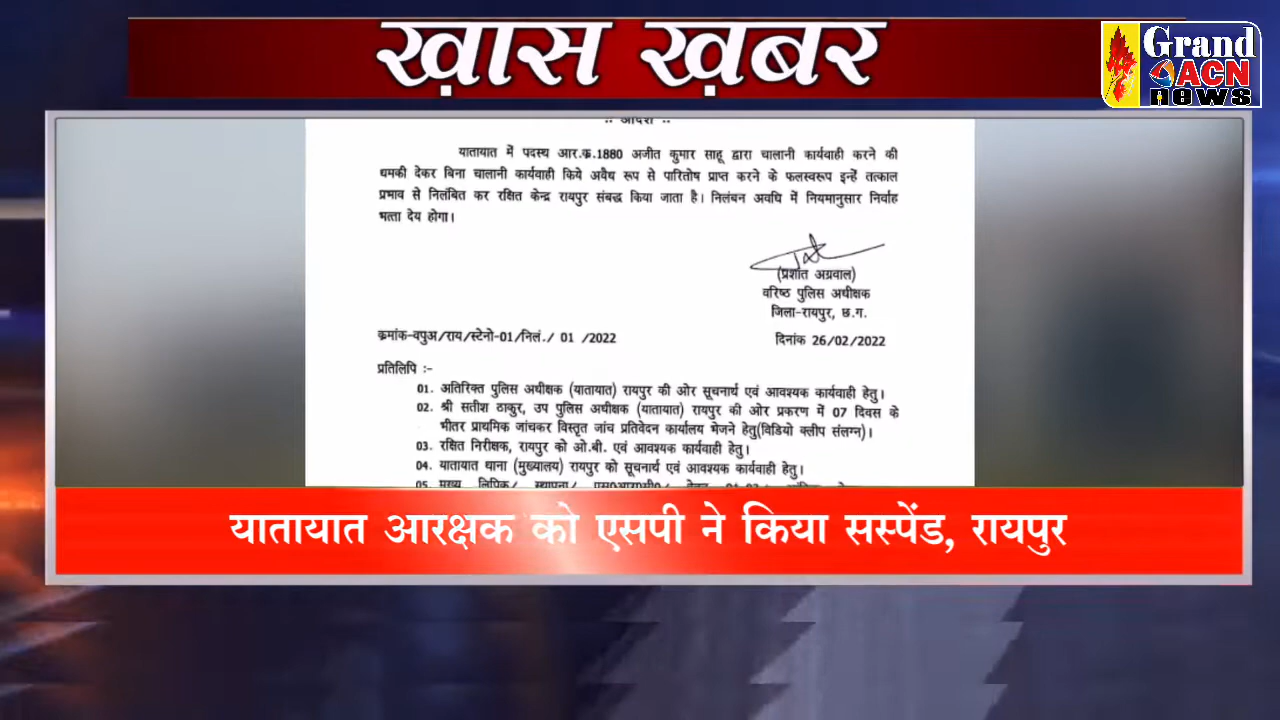 ख़ास ख़बर
Grand
ACN
news
:: आदेश ::
यातायात में पदस्थ आर.क्र.1880 अजीत कुमार साहू द्वारा चालानी कार्यवाही करने की
धमकी देकर बिना चालानी कार्यवाही किये अवैध रूप से पारितोष प्राप्त करने के फलस्वरूप इन्हें तत्काल
प्रभाव से निलंबित कर रक्षित केन्द्र रायपुर संबद्ध किया जाता है। निलंबन अवधि में नियमानुसार निर्वाह
भत्ता देय होगा।
(प्रशांत अग्रवाल)
वरिष्ठ पुलिस अधीक्षक
जिला-रायपुर, छ.ग.
क्रमांक-वपुअ/राय/स्टेनो-01/निलं./ 01 /2022
दिनांक 26/02/2022
प्रतिलिपि :-
01. अतिरिक्त पुलिस अधीक्षक (यातायात) रायपुर की ओर सूचनार्थ एवं आवश्यक कार्यवाही हेतु।
02. श्री सतीश ठाकुर, उप पुलिस अधीक्षक (यातायात) रायपुर की ओर प्रकरण में 07 दिवस के
भीतर प्राथमिक जांचकर विस्तृत जांच प्रतिवेदन कार्यालय भेजने हेतु(विडियो क्लीप संलग्न)।
03. रक्षित निरीक्षक, रायपुर को ओ.बी. एवं आवश्यक कार्यवाही हेतु।
04. यातायात थाना (मुख्यालय) रायपुर को सूचनार्थ एवं आवश्यक कार्यवाही हेतु।
05. मुख्य लिपिक/ स्थापना/
यातायात आरक्षक को एसपी ने किया सस्पेंड, रायपुर